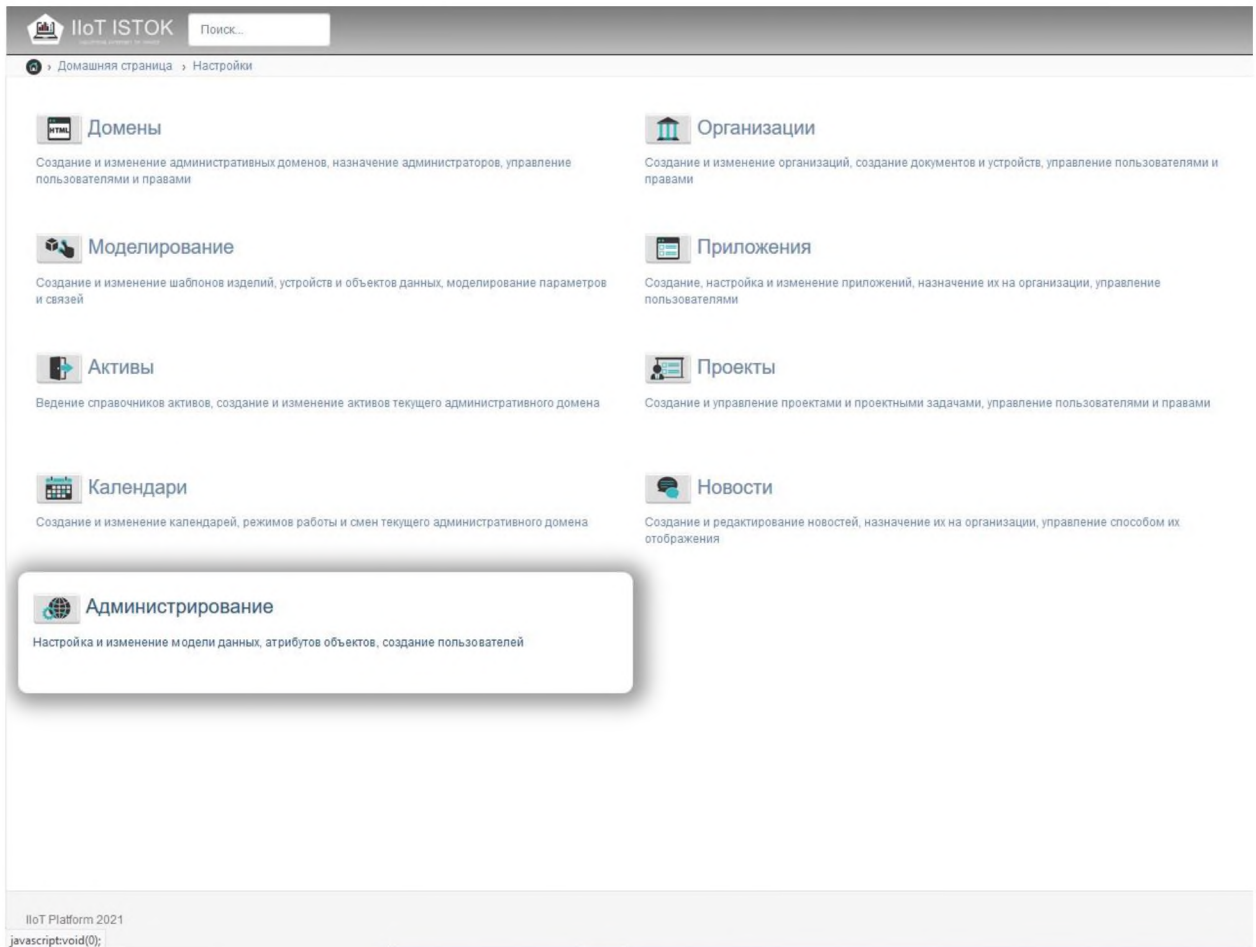 IIoT ISTOK
Поиск...
Домашняя страница › Настройки
HTML
Домены
Создание и изменение административных доменов, назначение администраторов, управление
пользователями и правами
Организации
Создание и изменение организаций, создание документов и устройств, управление пользователями и
правами
Моделирование
Создание и изменение шаблонов изделий, устройств и объектов данных, моделирование параметров
и связей
Приложения
Создание, настройка и изменение приложений, назначение их на организации, управление
пользователями
Активы
Ведение справочников активов, создание и изменение активов текущего административного домена
Проекты
Создание и управление проектами и проектными задачами, управление пользователями и правами
Календари
Создание и изменение календарей, режимов работы и смен текущего административного домена
Новости
Создание и редактирование новостей, назначение их на организации, управление способом их
отображения
Администрирование
Настройка и изменение модели данных, атрибутов объектов, создание пользователей
IIoT Platform 2021
javascript:void(0);